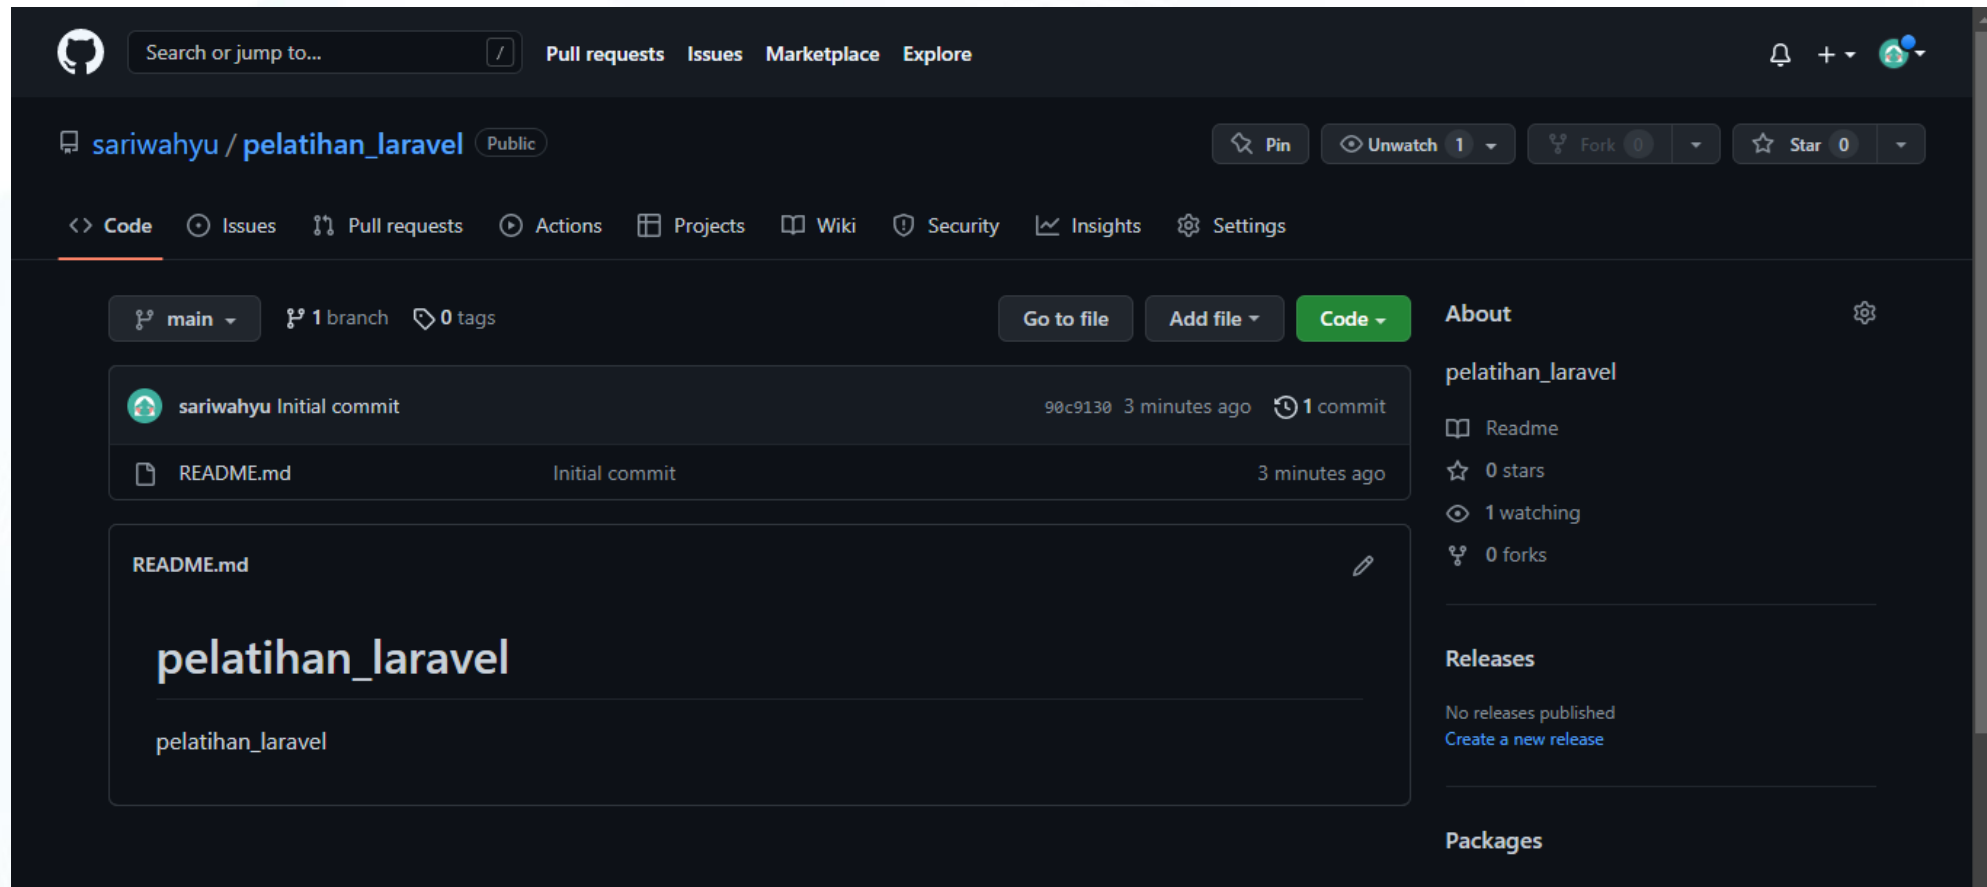 Search or jump to... / Pull requests Issues Marketplace Explore
sariwahyu / pelatihan_laravel Public Pin Unwatch 1 Fork 0 Star 0
Code Issues Pull requests Actions Projects Wiki Security Insights Settings
main 1 branch 0 tags Go to file Add file Code
sariwahyu Initial commit 90c9130 3 minutes ago 1 commit
README.md Initial commit 3 minutes ago
README.md
pelatihan_laravel
pelatihan_laravel
About
pelatihan_laravel
Readme
0 stars
1 watching
0 forks
Releases
No releases published
Create a new release
Packages